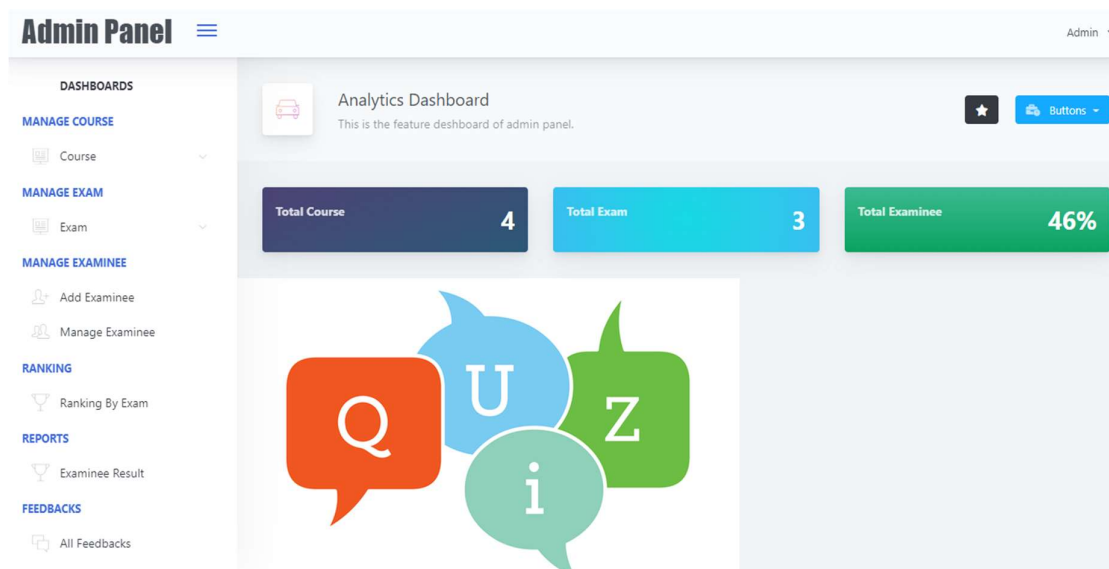 Admin Panel
Admin
DASHBOARDS
MANAGE COURSE
Course
MANAGE EXAM
Exam
MANAGE EXAMINEE
Add Examinee
Manage Examinee
RANKING
Ranking By Exam
REPORTS
Examinee Result
FEEDBACKS
All Feedbacks
Analytics Dashboard
This is the feature deshboard of admin panel.
Buttons
Total Course
4
Total Exam
3
Total Examinee
46%
Q U i Z